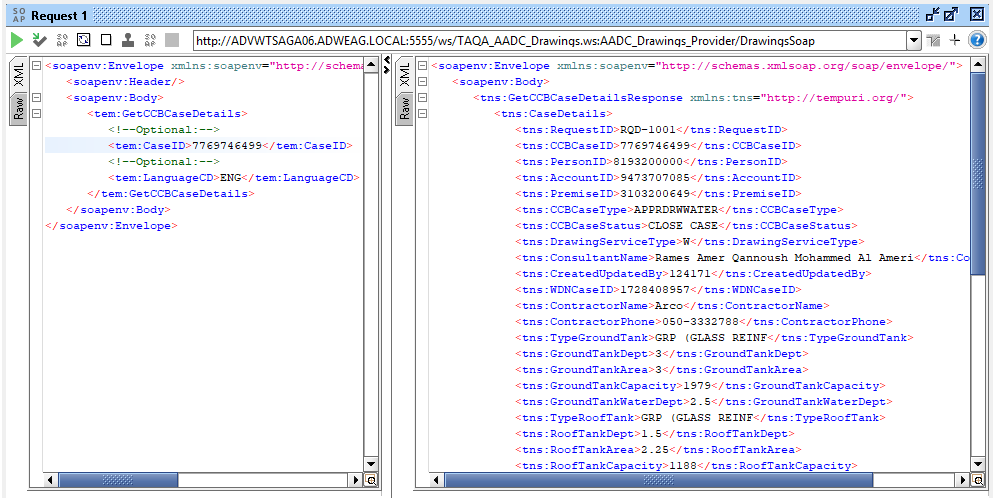 SO
AP
Request 1
http://ADVWTSAGA06.ADWEAG.LOCAL:5555/ws/TAQA_AADC_Drawings.ws:AADC_Drawings_Provider/DrawingsSoap
XML
Raw
<soapenv:Envelope xmlns:soapenv="http://schema
<soapenv:Header/>
<soapenv:Body>
<tem:GetCCBCaseDetails>
<!--Optional:-->
<tem:CaseID>7769746499</tem:CaseID>
<!--Optional:-->
<tem:LanguageCD>ENG</tem:LanguageCD>
</tem:GetCCBCaseDetails>
</soapenv:Body>
</soapenv:Envelope>
XML
Raw
<soapenv:Envelope xmlns:soapenv="http://schemas.xmlsoap.org/soap/envelope/">
<soapenv:Body>
<tns:GetCCBCaseDetailsResponse xmlns:tns="http://tempuri.org/">
<tns:CaseDetails>
<tns:RequestID>RQD-1001</tns:RequestID>
<tns:CCBCaseID>7769746499</tns:CCBCaseID>
<tns:PersonID>8193200000</tns:PersonID>
<tns:AccountID>9473707085</tns:AccountID>
<tns:PremiseID>3103200649</tns:PremiseID>
<tns:CCBCaseType>APPRDRWWATER</tns:CCBCaseType>
<tns:CCBCaseStatus>CLOSE CASE</tns:CCBCaseStatus>
<tns:DrawingServiceType>W</tns:DrawingServiceType>
<tns:ConsultantName>Rames Amer Qannoush Mohammed Al Ameri</tns:Co
<tns:CreatedUpdatedBy>124171</tns:CreatedUpdatedBy>
<tns:WDNCaseID>1728408957</tns:WDNCaseID>
<tns:ContractorName>Arco</tns:ContractorName>
<tns:ContractorPhone>050-3332788</tns:ContractorPhone>
<tns:TypeGroundTank>GRP (GLASS REINF</tns:TypeGroundTank>
<tns:GroundTankDept>3</tns:GroundTankDept>
<tns:GroundTankArea>3</tns:GroundTankArea>
<tns:GroundTankCapacity>1979</tns:GroundTankCapacity>
<tns:GroundTankWaterDept>2.5</tns:GroundTankWaterDept>
<tns:TypeRoofTank>GRP (GLASS REINF</tns:TypeRoofTank>
<tns:RoofTankDept>1.5</tns:RoofTankDept>
<tns:RoofTankArea>2.25</tns:RoofTankArea>
<tns:RoofTankCapacity>1188</tns:RoofTankCapacity>